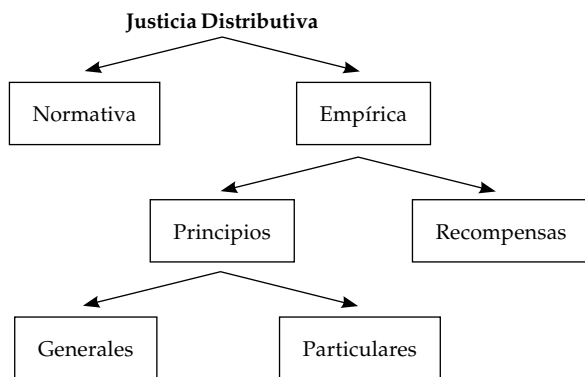 Justicia Distributiva
Normativa
Empírica
Principios
Recompensas
Generales
Particulares